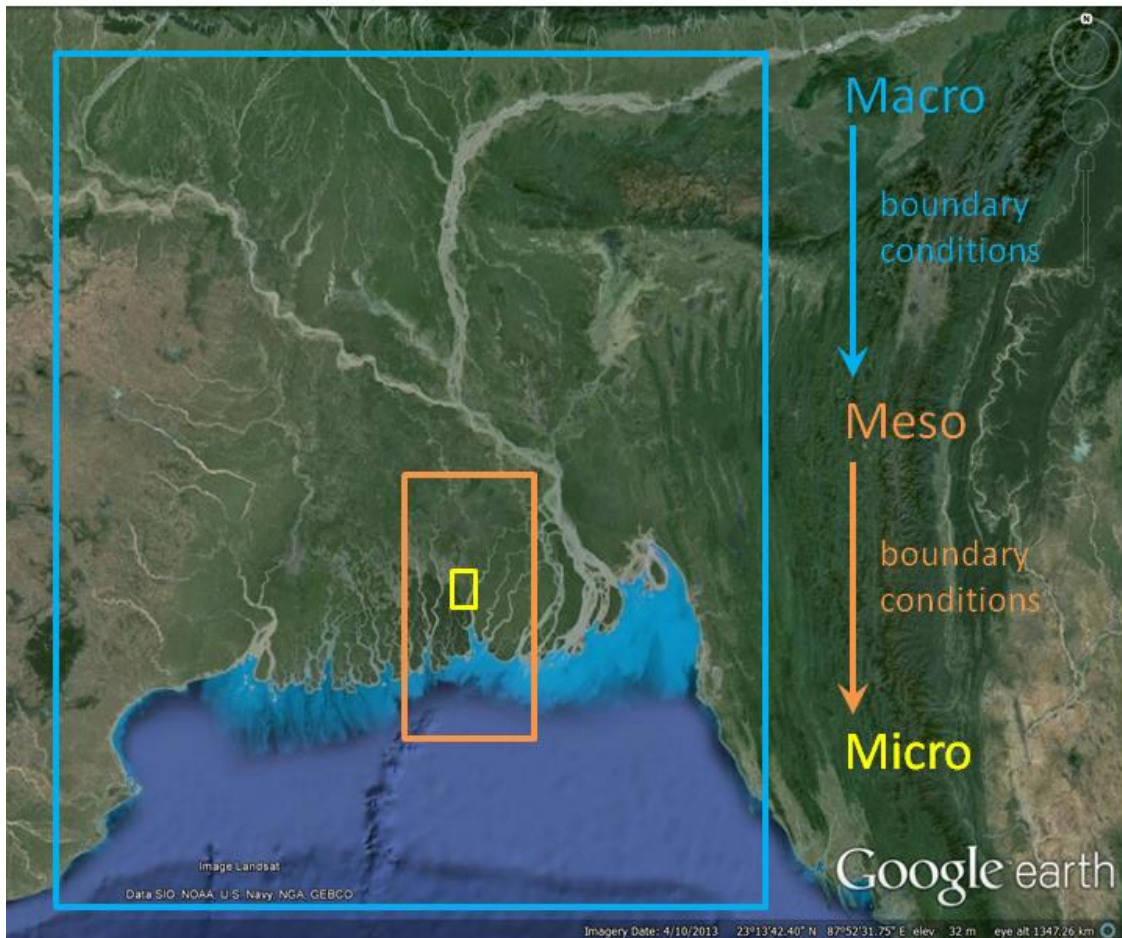 N
Macro
boundary
conditions
Meso
boundary
conditions
Micro
Image Landsat
Data SIO, NOAA, U.S. Navy, NGA, GEBCO
Google earth
Imagery Date: 4/10/2013 23°13'42.40" N 87°52'31.75" E elev 32 m eye alt 1347.26 km